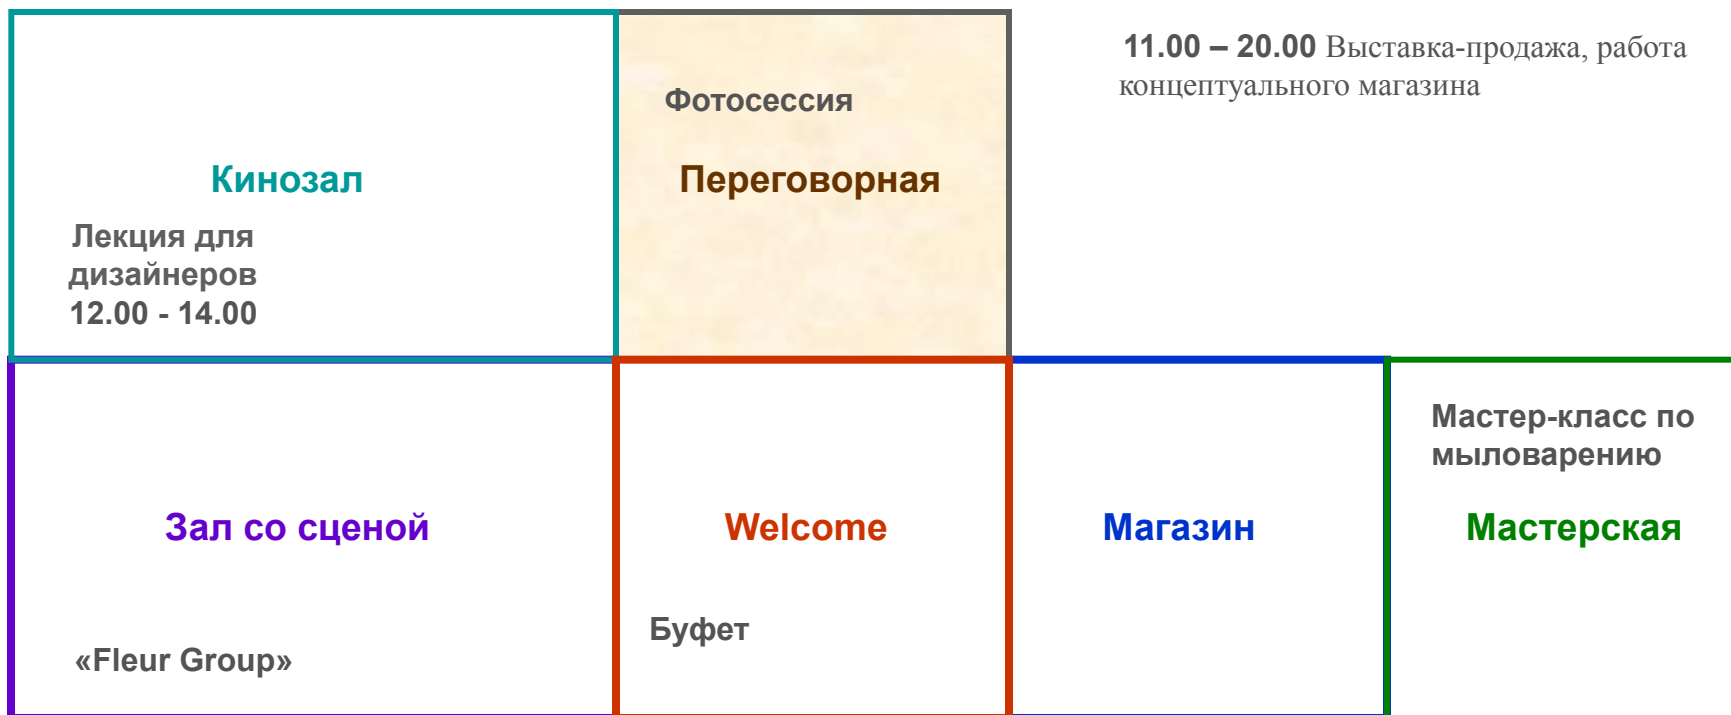 11.00 – 20.00 Выставка-продажа, работа
концептуального магазина
Фотосессия
Кинозал
Переговорная
Лекция для
дизайнеров
12.00 - 14.00
Мастер-класс по
мыловарению
Зал со сценой
Welcome
Магазин
Мастерская
Буфет
«Fleur Group»